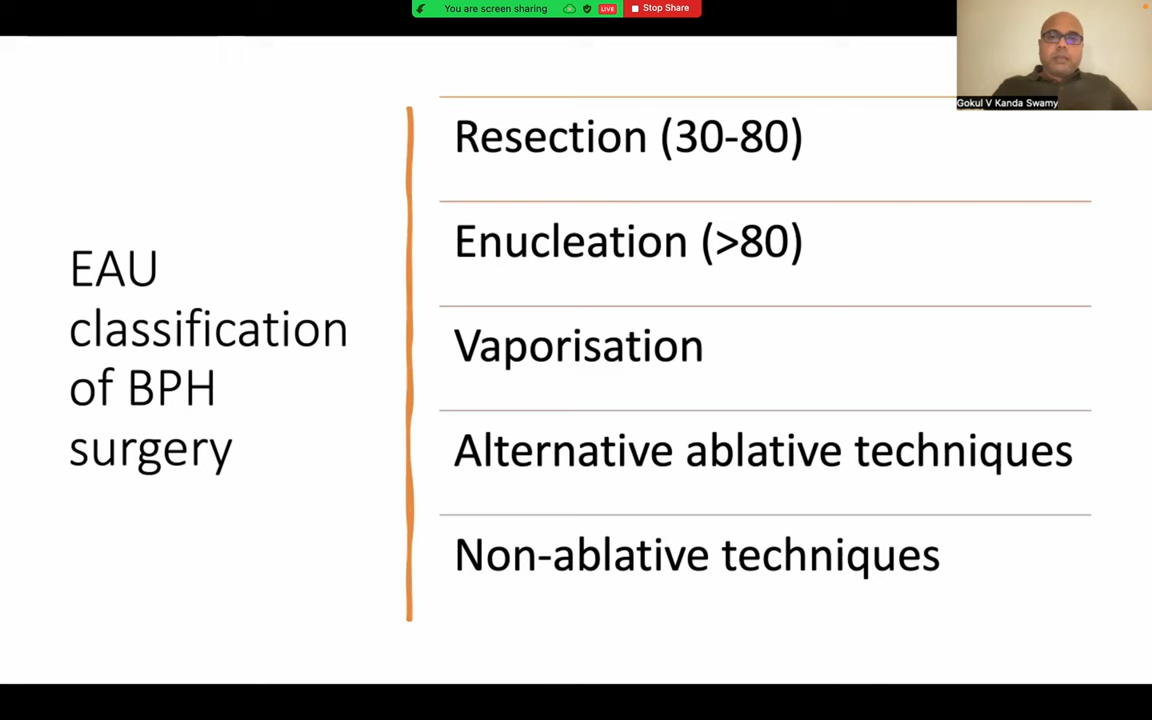 You are screen sharing
LIVE
Stop Share
Gokul V Kanda Swamy
EAU
classification
of BPH
surgery
Resection (30-80)
Enucleation (>80)
Vaporisation
Alternative ablative techniques
Non-ablative techniques